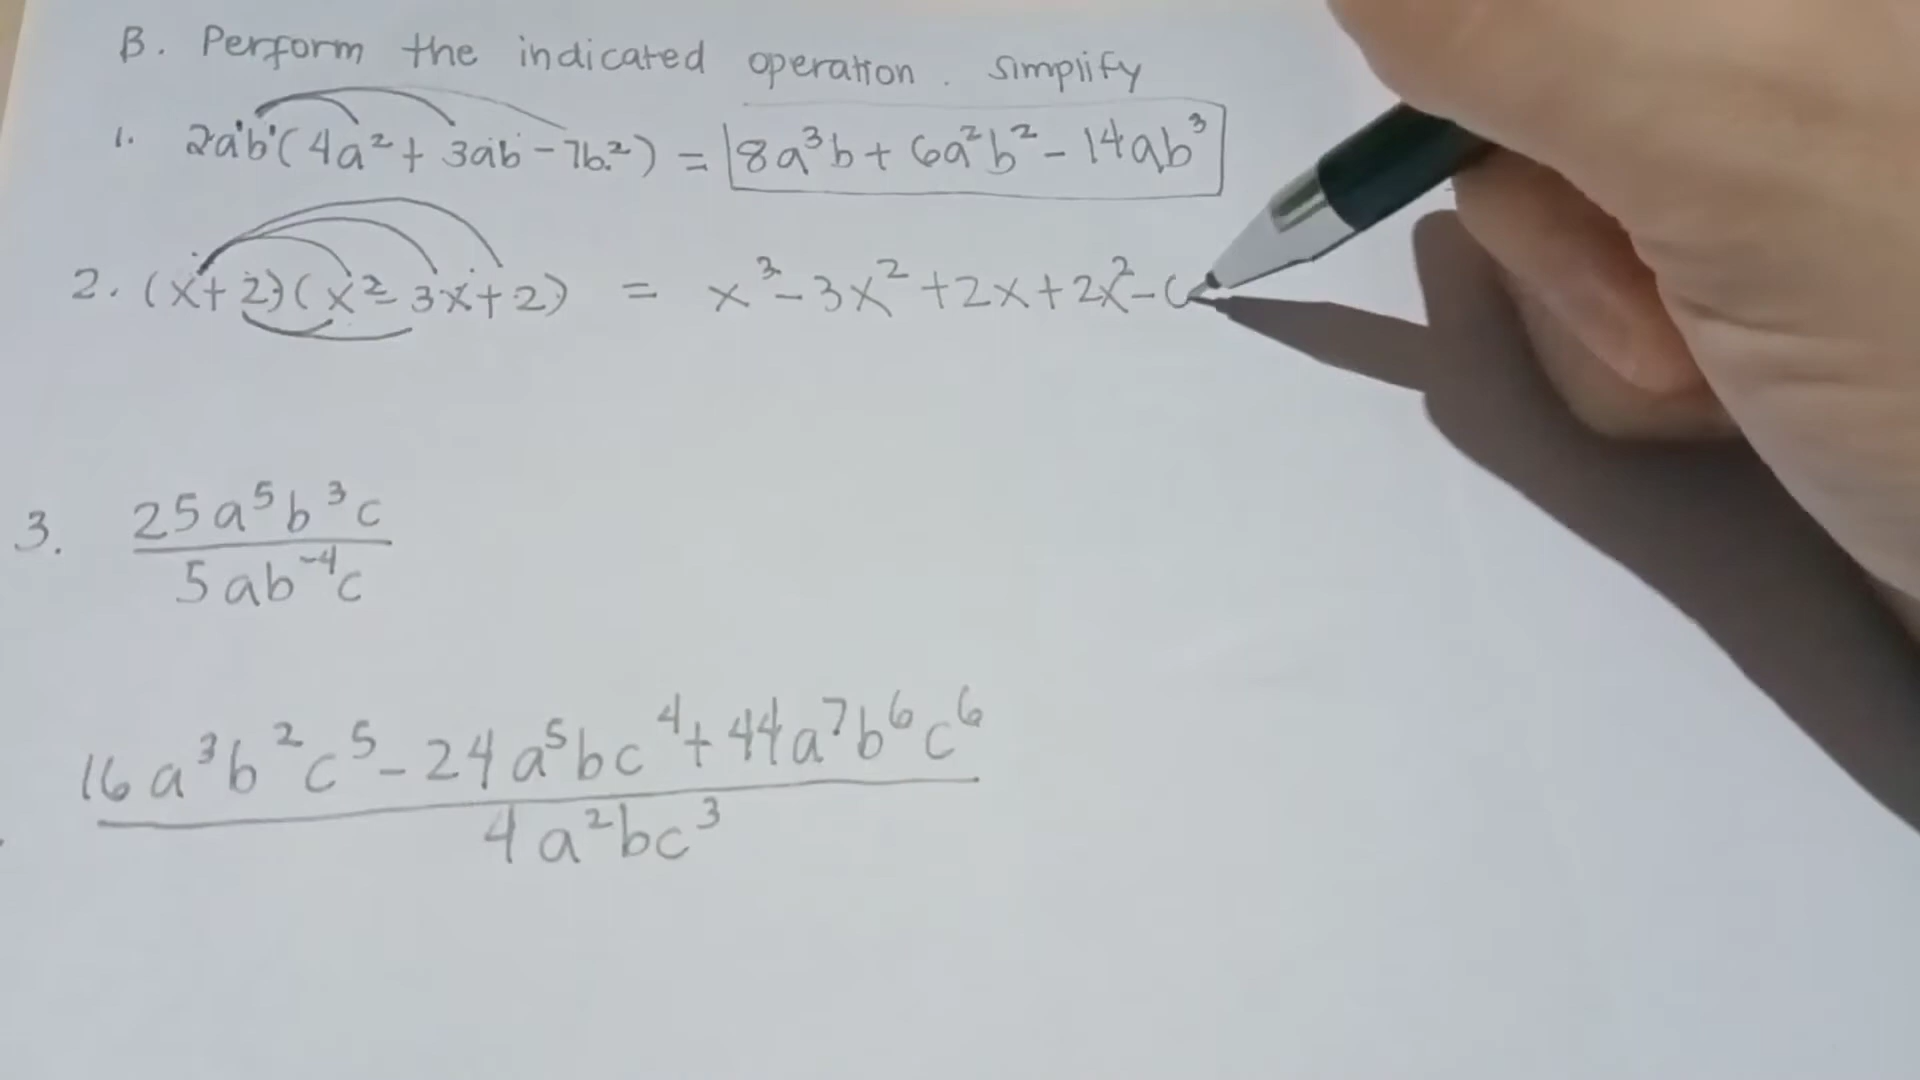 B. Perform the indicated operation. Simplify
1. 2a¹b¹(4a² + 3ab - 7b²) = 8a³b + 6a²b² - 14ab³
2. (x+2)(x² - 3x + 2) = x³ - 3x² + 2x + 2x² -
3. 25a⁵b³c
5ab⁻⁴c
16a³b²c⁵ - 24a⁵bc⁴ + 44a⁷b⁶c⁶
4a²bc³